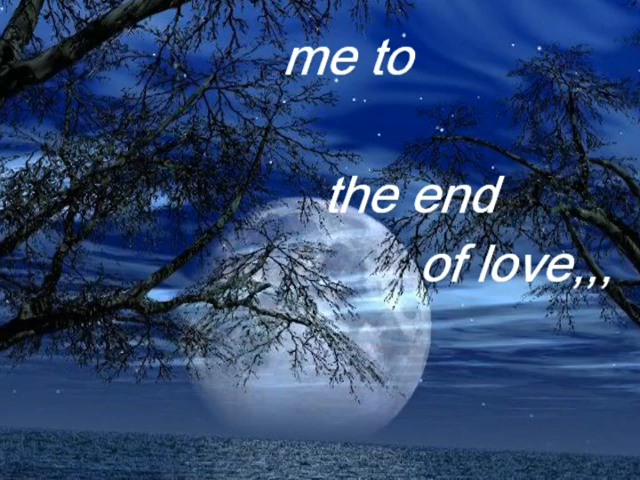 me to
the end
of love,,,